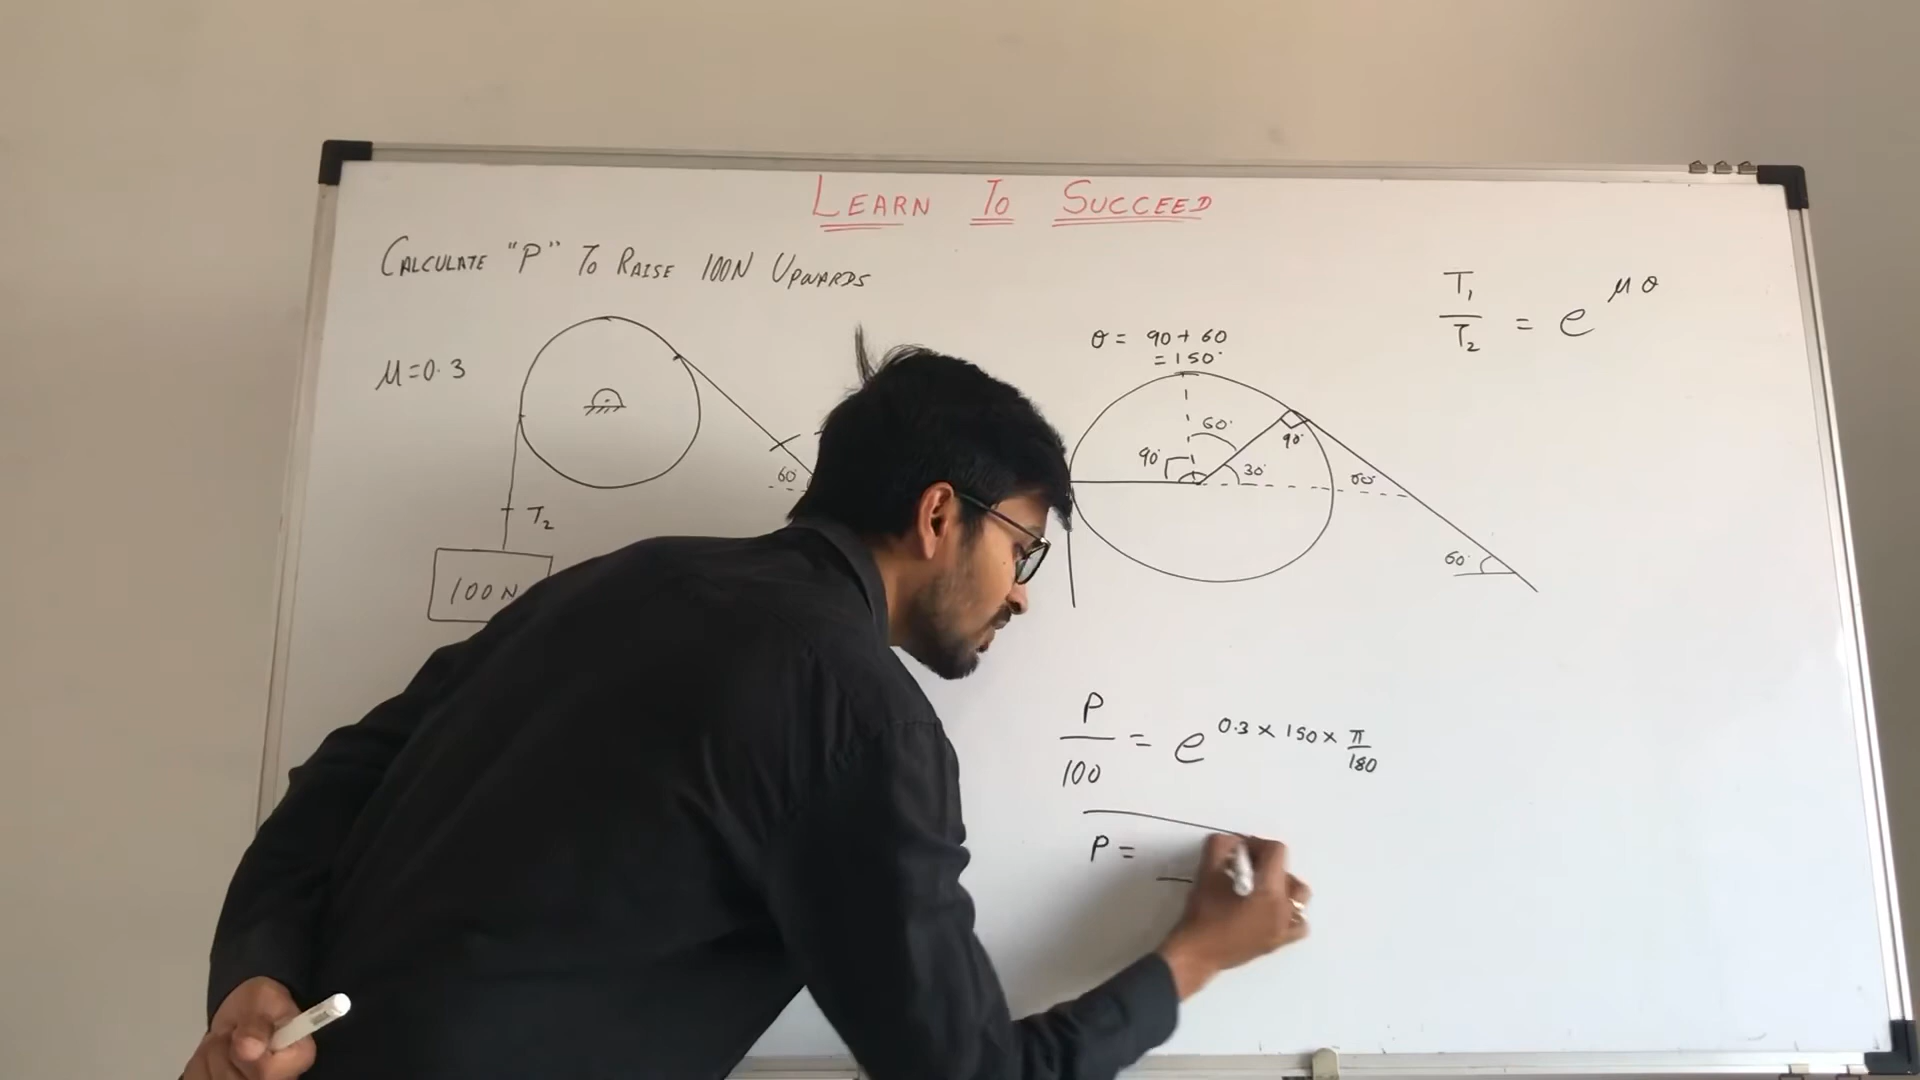 LEARN TO SUCCEED
CALCULATE "P" TO RAISE 100N UPWARDS
μ=0.3
60°
T₂
100N
θ = 90+60
=150°
60°
90°
90°
30°
60°
60°
T₁/T₂ = e^μθ
P/100 = e^0.3×150×π/180
P =